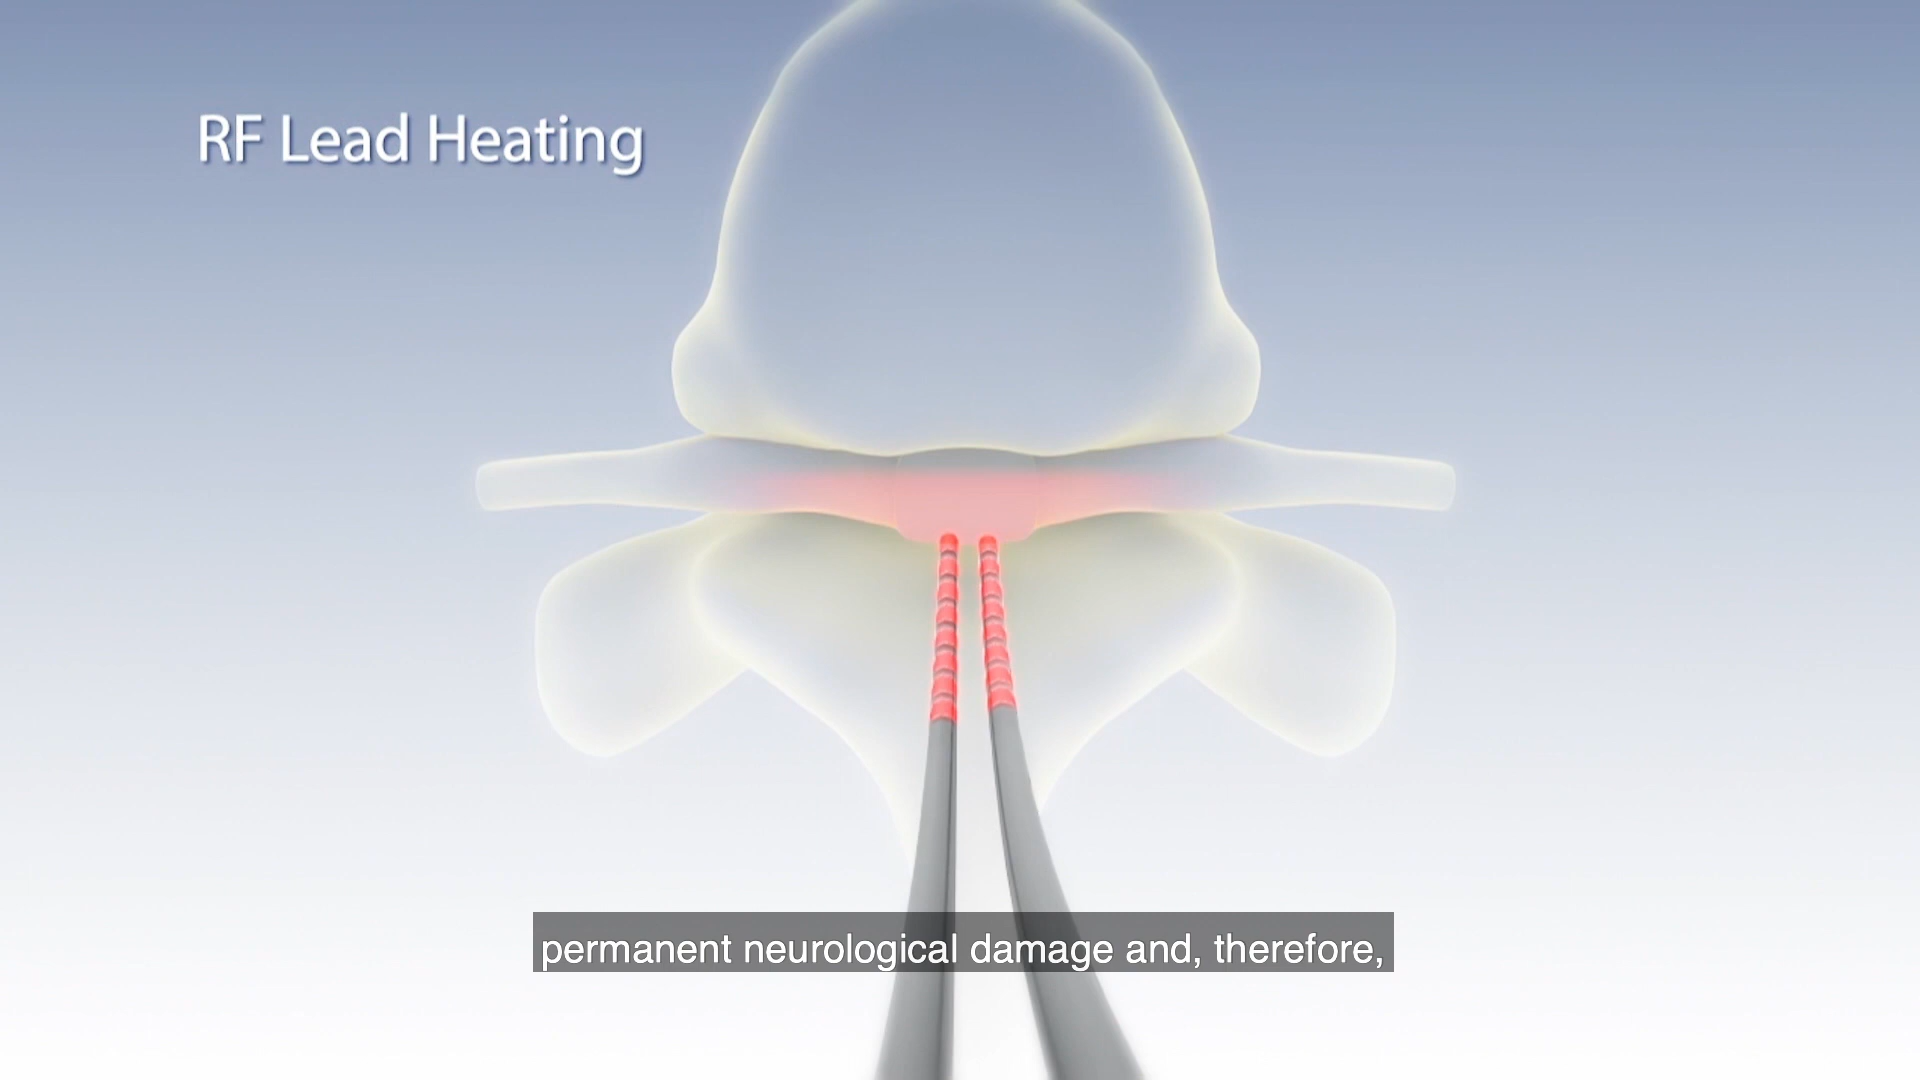 RF Lead Heating
permanent neurological damage and, therefore,